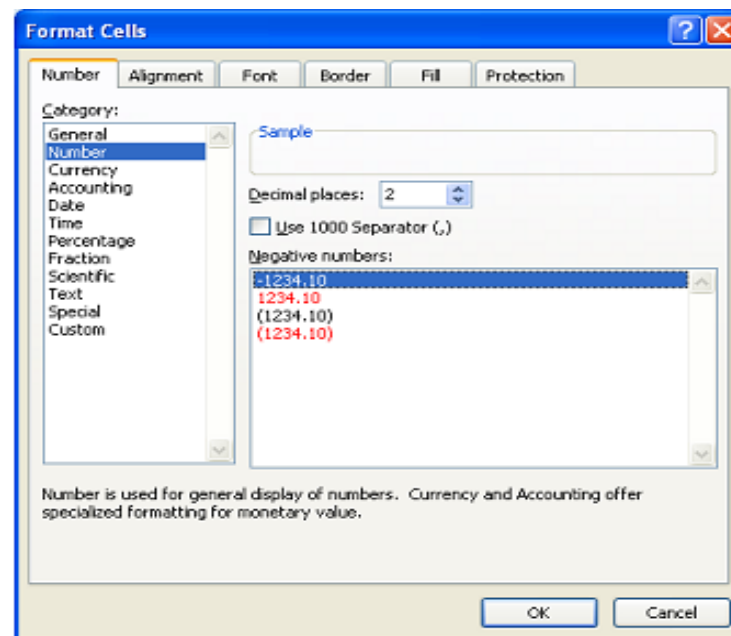 Format Cells
?
Number Alignment Font Border Fill Protection
Category:
General
Number
Currency
Accounting
Date
Time
Percentage
Fraction
Scientific
Text
Special
Custom
Sample
Decimal places: 2
Use 1000 Separator (,)
Negative numbers:
-1234.10
1234.10
(1234.10)
(1234.10)
Number is used for general display of numbers. Currency and Accounting offer
specialized formatting for monetary value.
OK Cancel